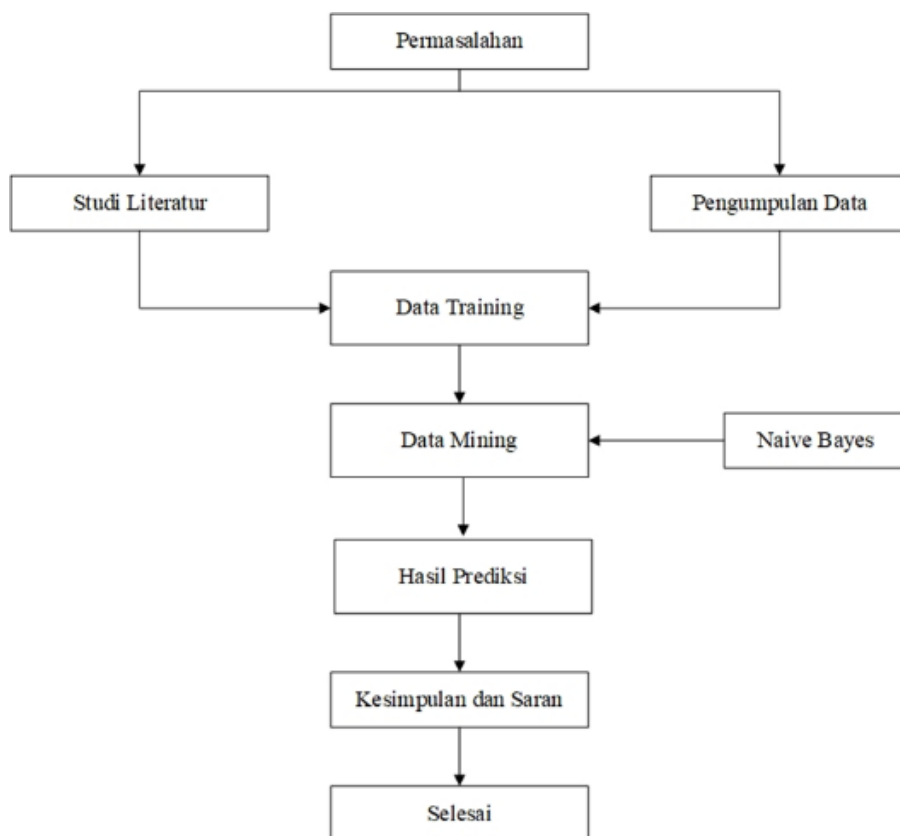 Permasalahan
Studi Literatur
Pengumpulan Data
Data Training
Data Mining
Naive Bayes
Hasil Prediksi
Kesimpulan dan Saran
Selesai